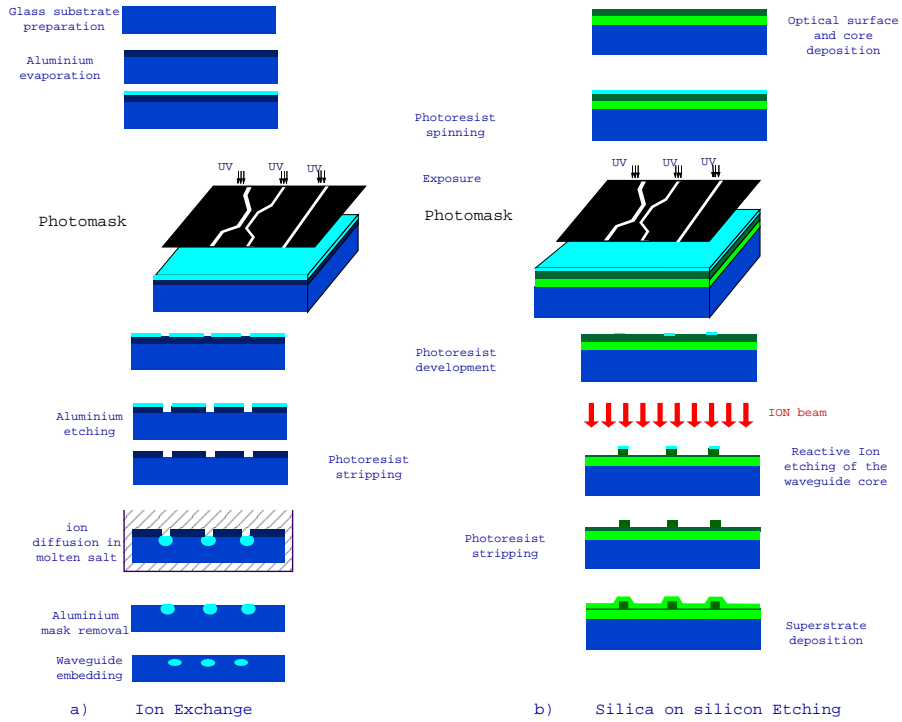 Glass substrate
preparation
Aluminium
evaporation
Optical surface
and core
deposition
Photoresist
spinning
UV UV UV
Exposure
UV UV UV
Photomask
Photomask
Photoresist
development
Aluminium
etching
ION beam
Photoresist
stripping
Reactive Ion
etching of the
waveguide core
ion
diffusion in
molten salt
Photoresist
stripping
Aluminium
mask removal
Superstrate
deposition
Waveguide
embedding
a) Ion Exchange
b) Silica on silicon Etching